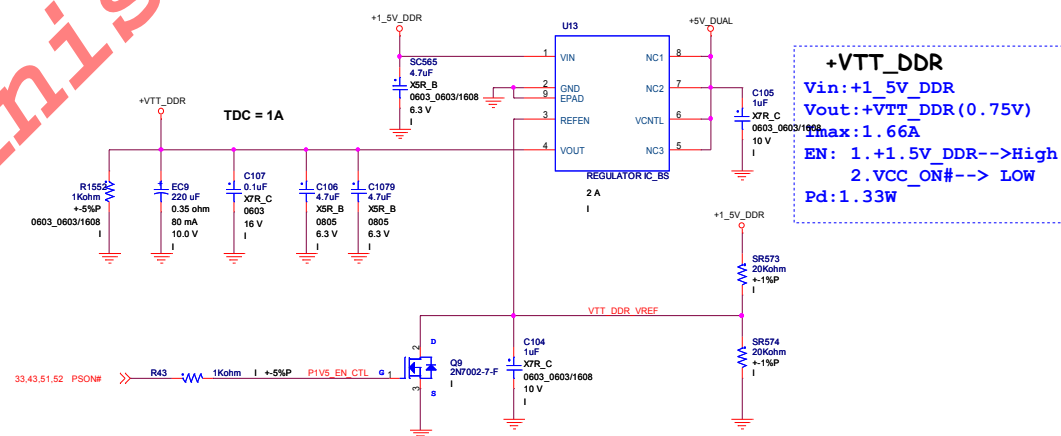 nis
+1_5V_DDR
+5V_DUAL
U13
1 VIN
NC1 8
SC565
4.7uF
X5R_B
0603_0603/1608
6.3 V
I
2 GND
9 EPAD
NC2 7
3 REFEN
VCNTL 6
4 VOUT
NC3 5
REGULATOR IC_BS
2 A
I
C105
1uF
X7R_C
0603_0603/1608
10 V
I
+VTT_DDR
Vin:+1_5V_DDR
Vout:+VTT_DDR(0.75V)
Imax:1.66A
EN: 1.+1.5V_DDR-->High
2.VCC_ON#--> LOW
Pd:1.33W
+VTT_DDR
TDC = 1A
R1552
1Kohm
+-5%P
0603_0603/1608
I
EC9
220 uF
0.35 ohm
80 mA
10.0 V
I
C107
0.1uF
X7R_C
0603
16 V
I
C106
4.7uF
X5R_B
0805
6.3 V
I
C1079
4.7uF
X5R_B
0805
6.3 V
I
+1_5V_DDR
SR573
20Kohm
+-1%P
I
VTT_DDR_VREF
SR574
20Kohm
+-1%P
I
33,43,51,52 PSON#
R43
1Kohm I +-5%P
P1V5_EN_CTL
G 1
2 D
3 S
Q9
2N7002-7-F
I
C104
1uF
X7R_C
0603_0603/1608
10 V
I